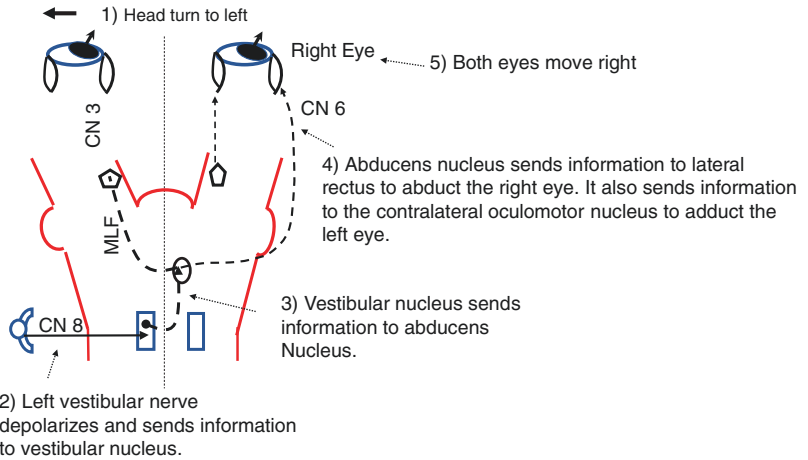 1) Head turn to left
Right Eye
5) Both eyes move right
CN 3
CN 6
4) Abducens nucleus sends information to lateral
rectus to abduct the right eye. It also sends information
to the contralateral oculomotor nucleus to adduct the
left eye.
MLF
3) Vestibular nucleus sends
information to abducens
Nucleus.
CN 8
2) Left vestibular nerve
depolarizes and sends information
to vestibular nucleus.